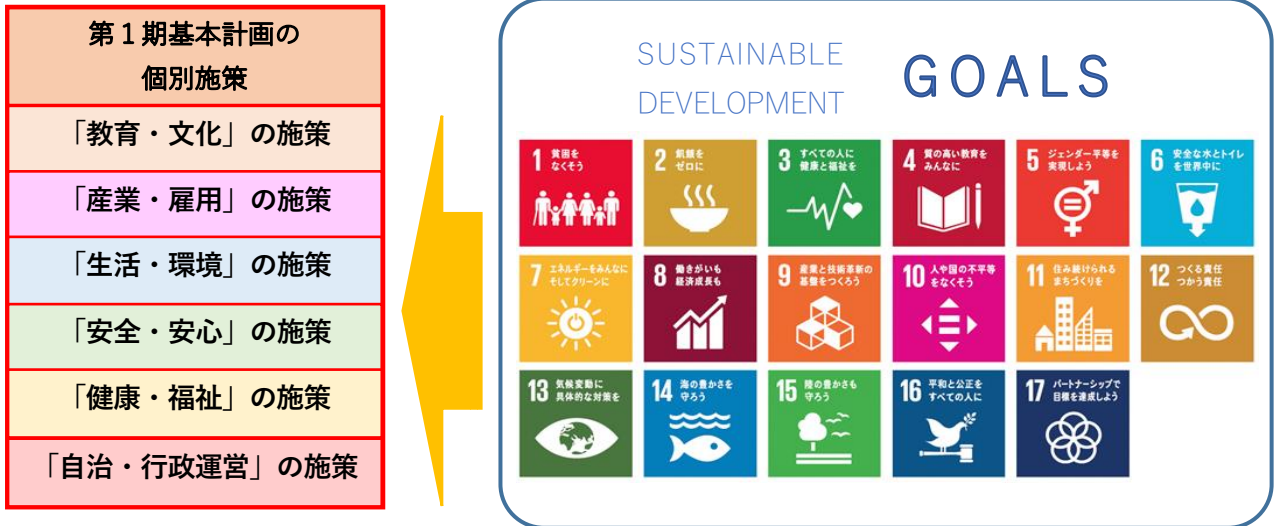 第１期基本計画の
個別施策
「教育・文化」の施策
「産業・雇用」の施策
「生活・環境」の施策
「安全・安心」の施策
「健康・福祉」の施策
「自治・行政運営」の施策
SUSTAINABLE
DEVELOPMENT
GOALS
1 貧困を
なくそう
2 飢餓を
ゼロに
3 すべての人に
健康と福祉を
4 質の高い教育を
みんなに
5 ジェンダー平等を
実現しよう
6 安全な水とトイレ
を世界中に
7 エネルギーをみんなに
そしてクリーンに
8 働きがいも
経済成長も
9 産業と技術革新の
基盤をつくろう
10 人や国の不平等
をなくそう
11 住み続けられる
まちづくりを
12 つくる責任
つかう責任
13 気候変動に
具体的な対策を
14 海の豊かさを
守ろう
15 陸の豊かさも
守ろう
16 平和と公正を
すべての人に
17 パートナーシップで
目標を達成しよう